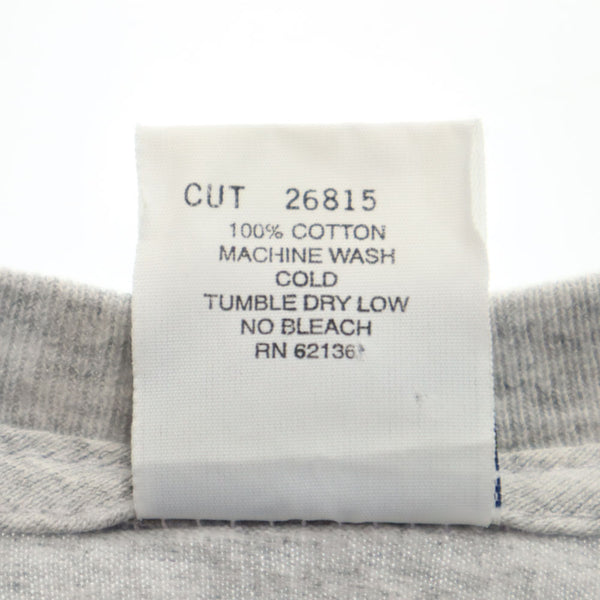 CUT 26815
100% COTTON
MACHINE WASH
COLD
TUMBLE DRY LOW
NO BLEACH
RN 62136